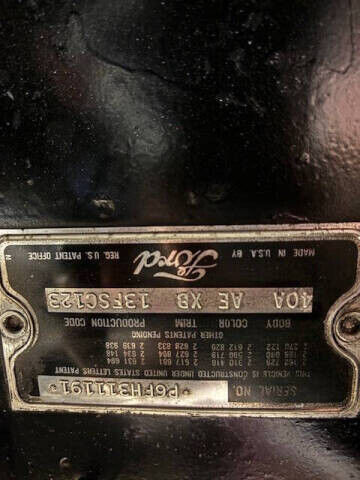 SERIAL NO. P6FH311191
THIS VEHICLE IS CONSTRUCTED UNDER UNITED STATES LETTERS PATENT
OTHER PATENTS PENDING
BODY COLOR TRIM PRODUCTION CODE
40A AE XB 13FSC123
MADE IN U.S.A. BY Ford REG. U.S. PATENT OFFICE